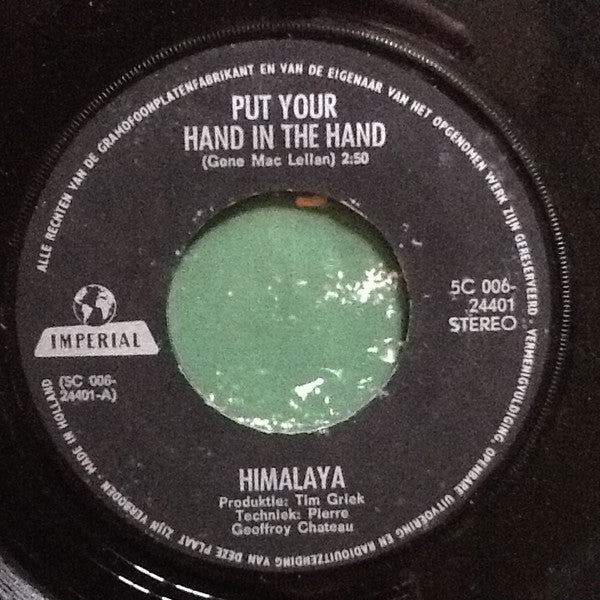 ALLE RECHTEN VAN DE GRAMOFOONPLATENFABRIKANT EN VAN DE EIGENAAR VAN HET OPGENOMEN WERK ZIJN GERESERVEERD · VERMENIGVULDIGING, OPENBARE UITVOERING EN RADIOUITZENDING VAN DEZE PLAAT ZIJN VERBODEN - MADE IN HOLLAND
PUT YOUR
HAND IN THE HAND
(Gene Mac Lellan) 2:50
5C 006-
24401
STEREO
IMPERIAL
(5C 006-
24401-A)
HIMALAYA
Produktie: Tim Griek
Techniek: Pierre
Geoffroy Chateau